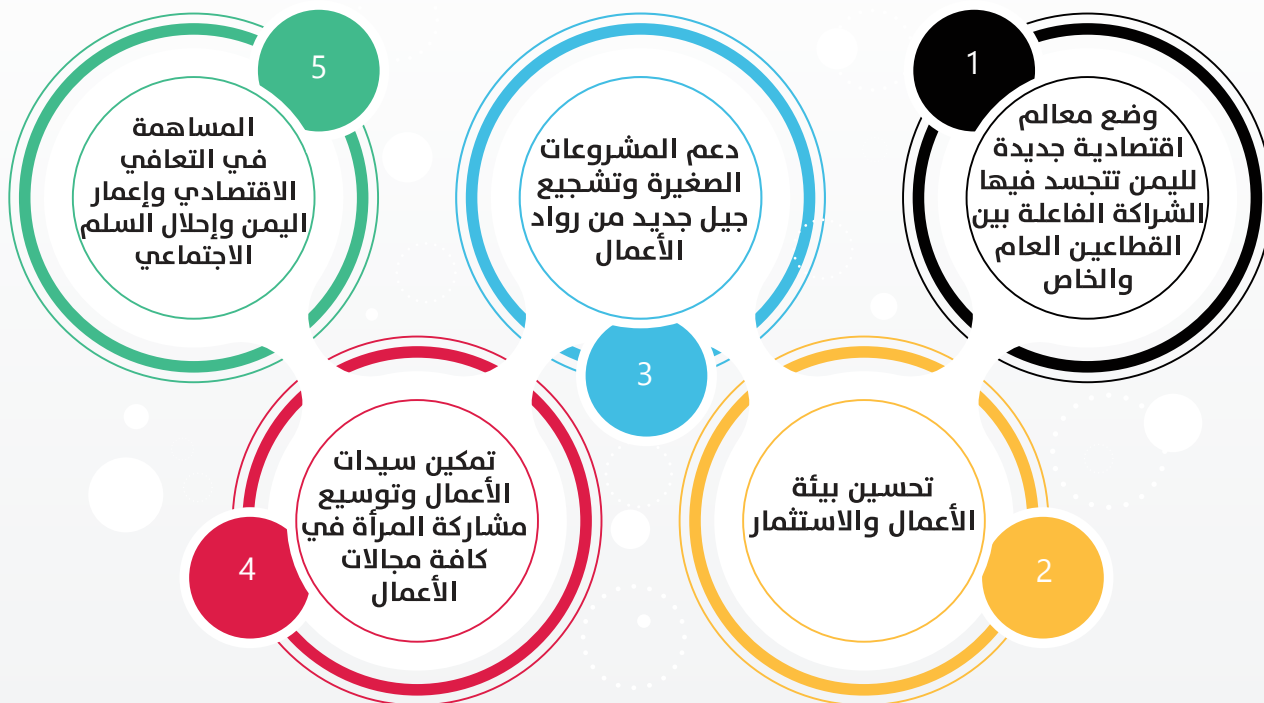 1
وضع معالم
اقتصادية جديدة
لليمن تتجسد فيها
الشراكة الفاعلة بين
القطاعين العام
والخاص
2
تحسين بيئة
الأعمال والاستثمار
3
دعم المشروعات
الصغيرة وتشجيع
جيل جديد من رواد
الأعمال
4
تمكين سيدات
الأعمال وتوسيع
مشاركة المرأة في
كافة مجالات
الأعمال
5
المساهمة
في التعافي
الاقتصادي وإعمار
اليمن وإحلال السلم
الاجتماعي